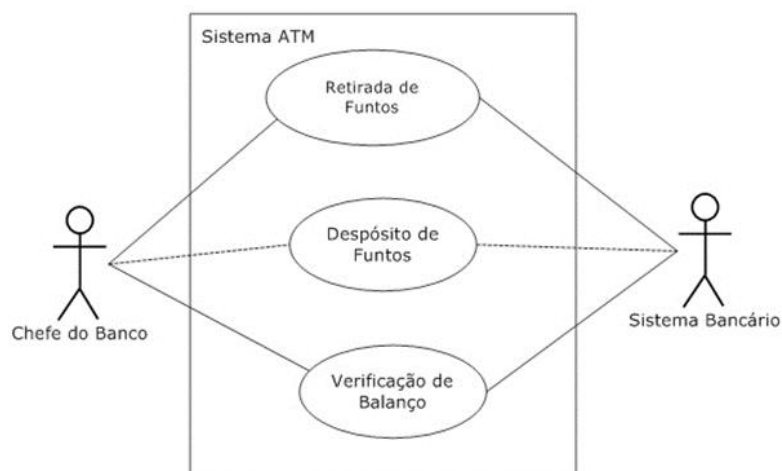 Sistema ATM
Retirada de
Funtos
Despósito de
Funtos
Chefe do Banco
Sistema Bancário
Verificação de
Balanço